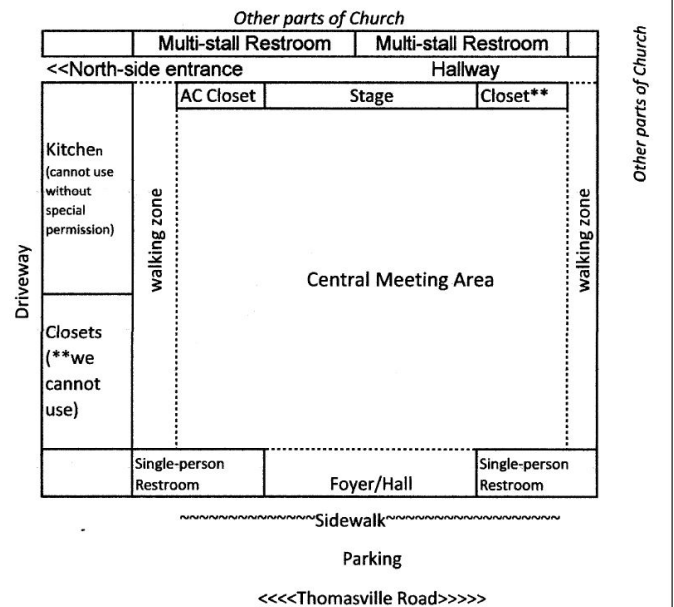 Other parts of Church
Other parts of Church
Multi-stall Restroom
Multi-stall Restroom
<<North-side entrance
Hallway
AC Closet
Stage
Closet**
Kitchen
(cannot use
without
special
permission)
walking zone
Central Meeting Area
walking zone
Driveway
Closets
(**we
cannot
use)
Single-person
Restroom
Foyer/Hall
Single-person
Restroom
~~~~~~~~~~~~~~~Sidewalk~~~~~~~~~~~~~~~~~~~
Parking
<<<<Thomasville Road>>>>>